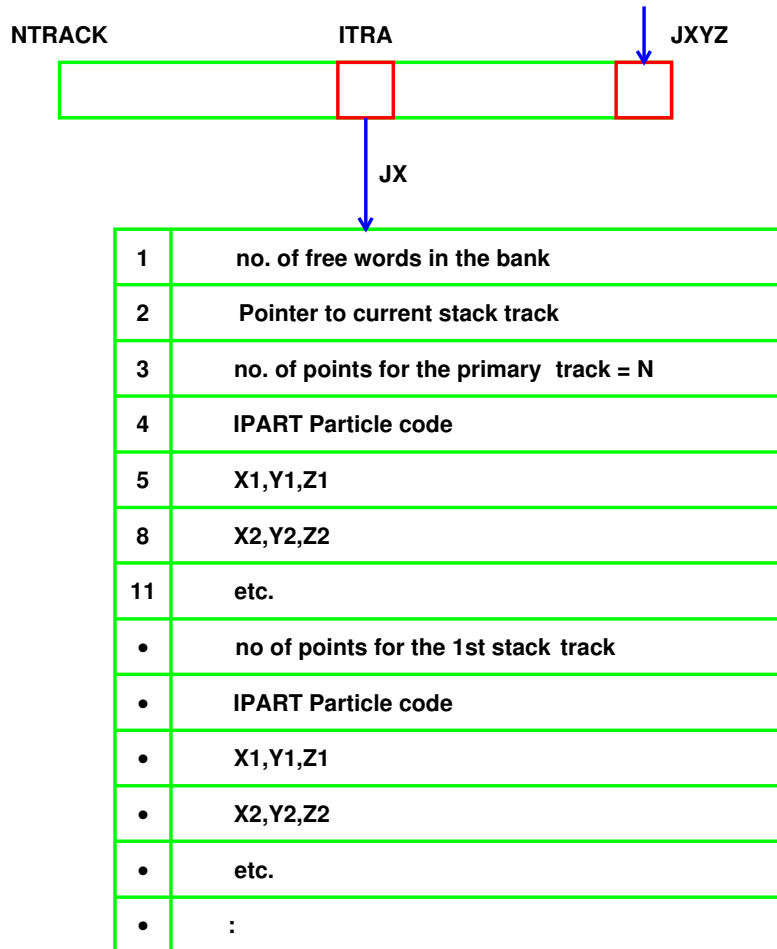 NTRACK ITRA JXYZ
JX
1 no. of free words in the bank
2 Pointer to current stack track
3 no. of points for the primary track = N
4 IPART Particle code
5 X1,Y1,Z1
8 X2,Y2,Z2
11 etc.
• no of points for the 1st stack track
• IPART Particle code
• X1,Y1,Z1
• X2,Y2,Z2
• etc.
• :